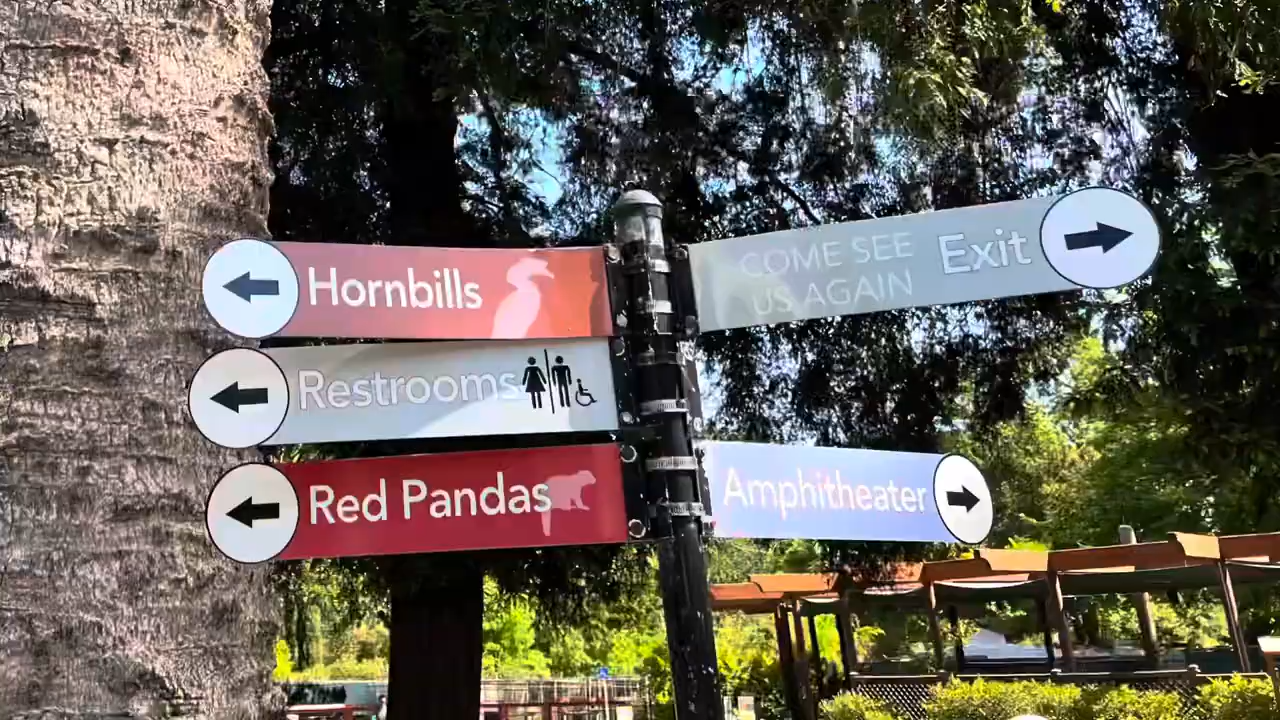 Hornbills
Restrooms
Red Pandas
COME SEE
US AGAIN
Exit
Amphitheater